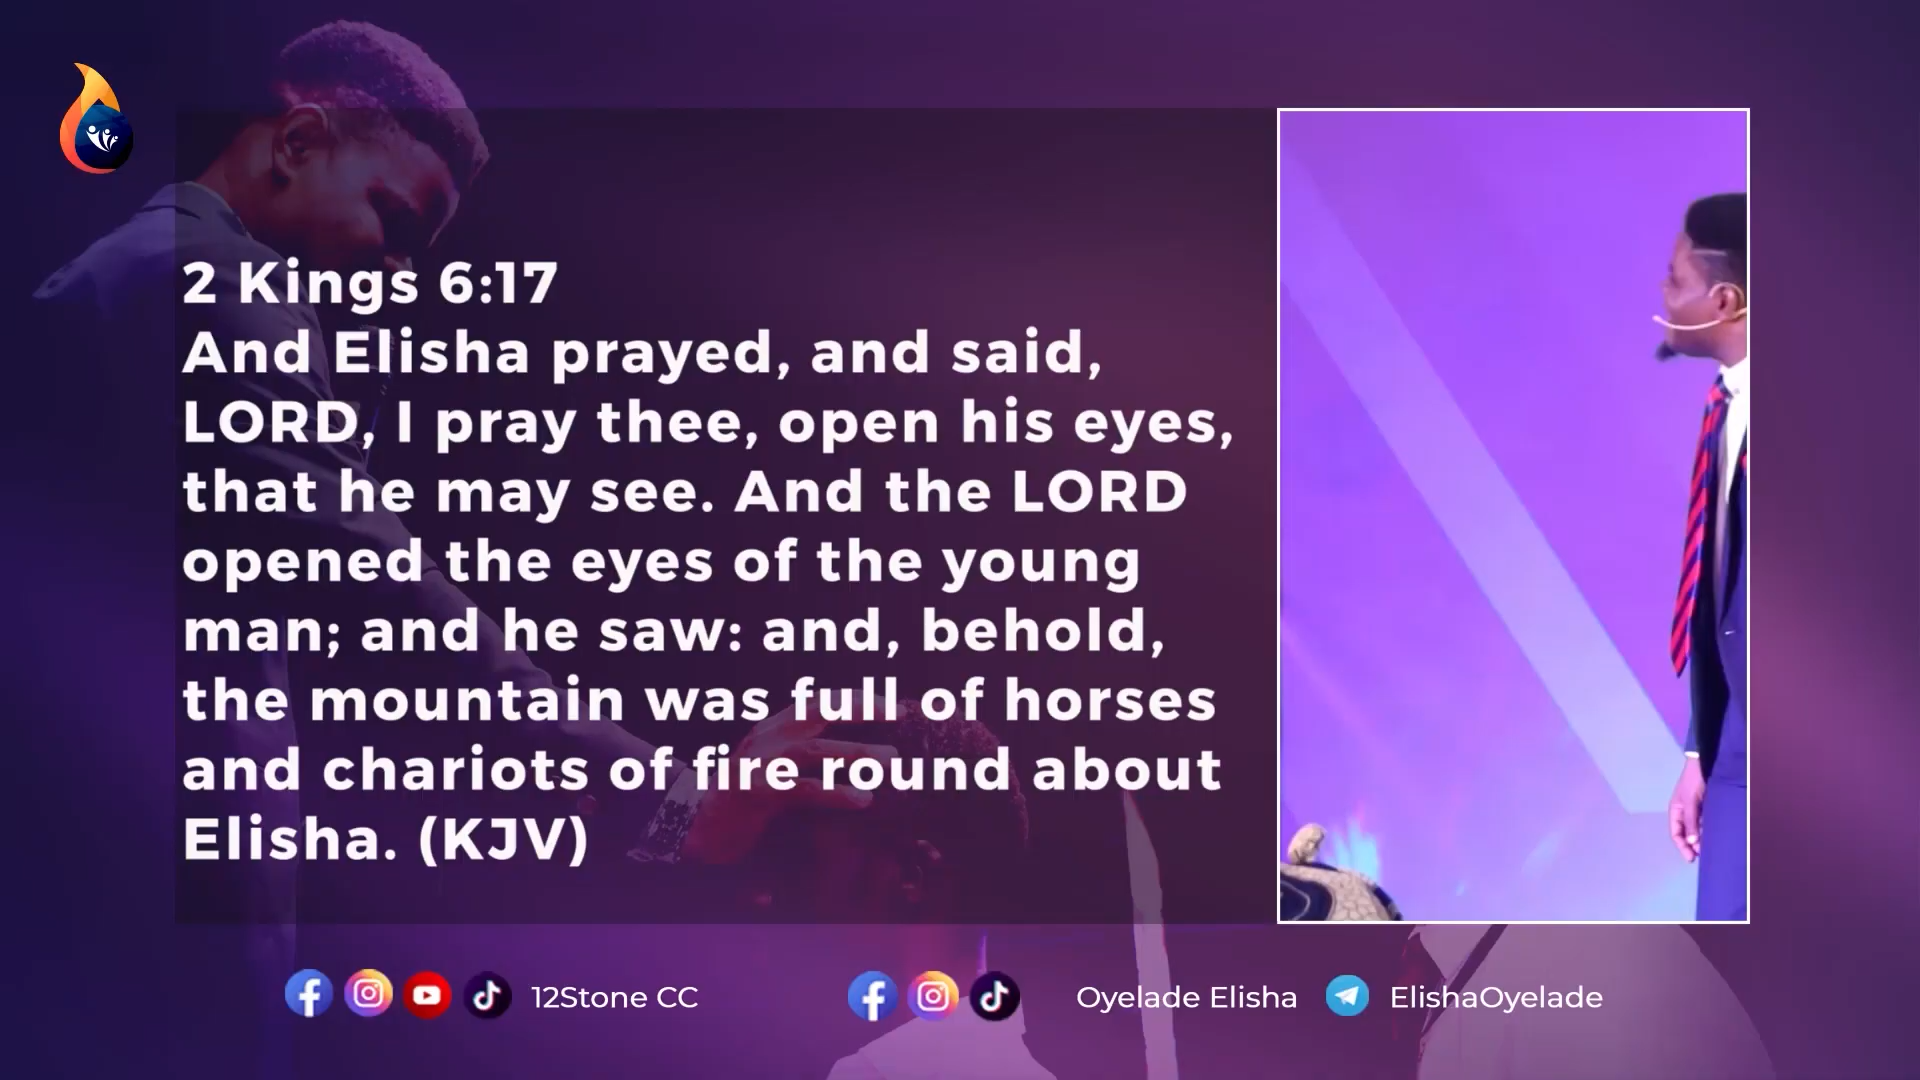 2 Kings 6:17
And Elisha prayed, and said,
LORD, I pray thee, open his eyes,
that he may see. And the LORD
opened the eyes of the young
man; and he saw: and, behold,
the mountain was full of horses
and chariots of fire round about
Elisha. (KJV)
12Stone CC
Oyelade Elisha
ElishaOyelade